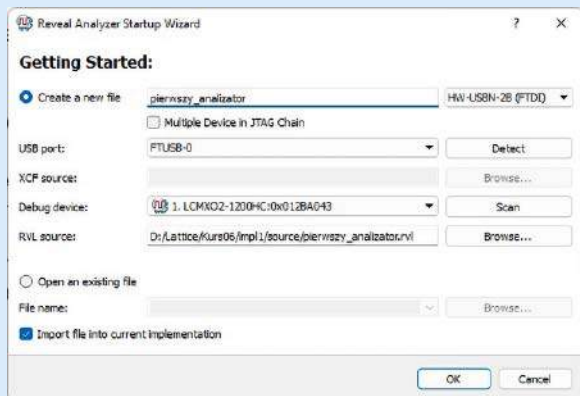 Reveal Analyzer Startup Wizard
Getting Started:
Create a new file pierwszy_analizator HW-USBN-2B (FTDI)
Multiple Device in JTAG Chain
USB port: FTUSB-0 Detect
XCF source: Browse...
Debug device: 1. LCMXO2-1200HC:0x012BA043 Scan
RVL source: D:/Lattice/Kurs06/impl1/source/pierwszy_analizator.rvl Browse...
Open an existing file
File name: Browse...
Import file into current implementation
OK Cancel